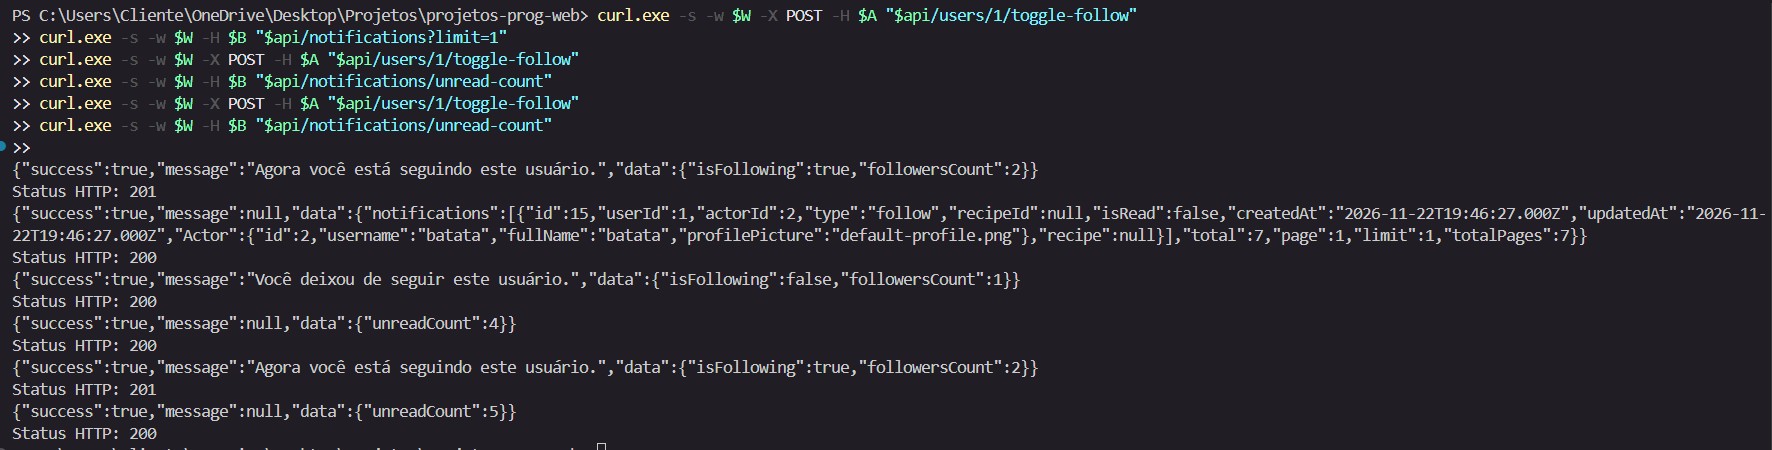 PS C:\Users\Cliente\OneDrive\Desktop\Projetos\projetos-prog-web> curl.exe -s -w $W -X POST -H $A "$api/users/1/toggle-follow"
>> curl.exe -s -w $W -H $B "$api/notifications?limit=1"
>> curl.exe -s -w $W -X POST -H $A "$api/users/1/toggle-follow"
>> curl.exe -s -w $W -H $B "$api/notifications/unread-count"
>> curl.exe -s -w $W -X POST -H $A "$api/users/1/toggle-follow"
>> curl.exe -s -w $W -H $B "$api/notifications/unread-count"
>>
{"success":true,"message":"Agora você está seguindo este usuário.","data":{"isFollowing":true,"followersCount":2}}
Status HTTP: 201
{"success":true,"message":null,"data":{"notifications":[{"id":15,"userId":1,"actorId":2,"type":"follow","recipeId":null,"isRead":false,"createdAt":"2026-11-22T19:46:27.000Z","updatedAt":"2026-11-
22T19:46:27.000Z","Actor":{"id":2,"username":"batata","fullName":"batata","profilePicture":"default-profile.png"},"recipe":null}],"total":7,"page":1,"limit":1,"totalPages":7}}
Status HTTP: 200
{"success":true,"message":"Você deixou de seguir este usuário.","data":{"isFollowing":false,"followersCount":1}}
Status HTTP: 200
{"success":true,"message":null,"data":{"unreadCount":4}}
Status HTTP: 200
{"success":true,"message":"Agora você está seguindo este usuário.","data":{"isFollowing":true,"followersCount":2}}
Status HTTP: 201
{"success":true,"message":null,"data":{"unreadCount":5}}
Status HTTP: 200